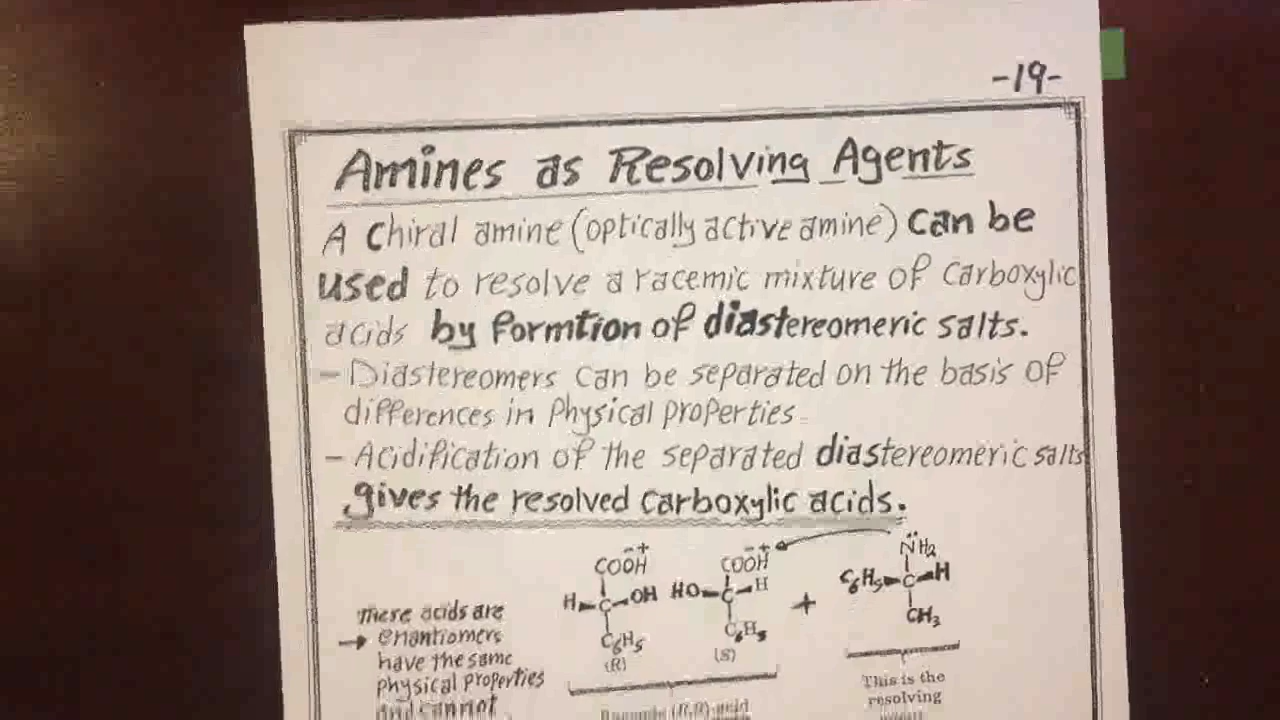 -19-
Amines as Resolving Agents
A Chiral amine (optically active amine) can be
used to resolve a racemic mixture of carboxylic
acids by formtion of diastereomeric salts.
- Diastereomers can be separated on the basis of
differences in Physical properties
- Acidification of the separated diastereomeric salts
gives the resolved carboxylic acids.
COOH COOH NH2
- + - +
H C OH HO C H + C6H5 C H
C6H5 C6H5 CH3
(R) (S)
These acids are
→ enantiomers
have the same
physical properties
and cannot
This is the
resolving